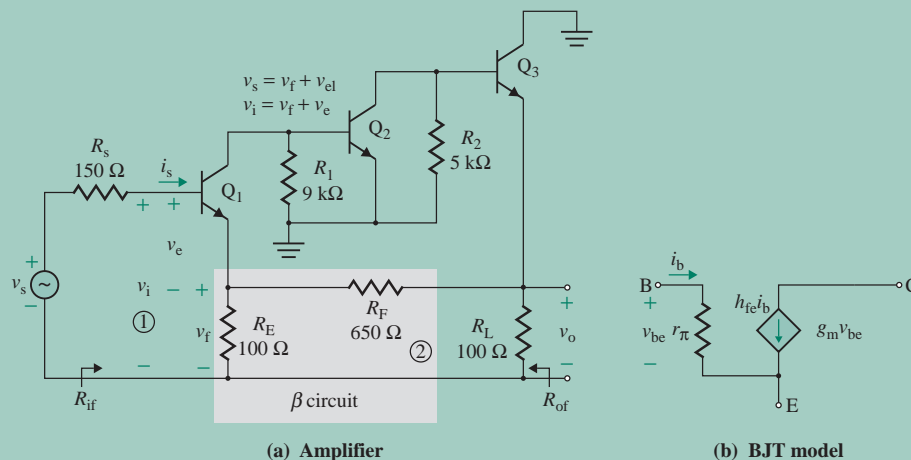 v_s = v_f + v_el
v_i = v_f + v_e
Q_3
Q_2
R_2
5 kΩ
R_1
9 kΩ
R_s
150 Ω
i_s
Q_1
+ +
v_e
v_s
+
~
−
v_i
− +
1
v_f
R_E
100 Ω
R_F
650 Ω
2
R_L
100 Ω
+
v_o
−
− −
R_if
β circuit
R_of
(a) Amplifier
i_b
B
C
+
v_be
−
r_π
h_fe i_b
g_m v_be
E
(b) BJT model